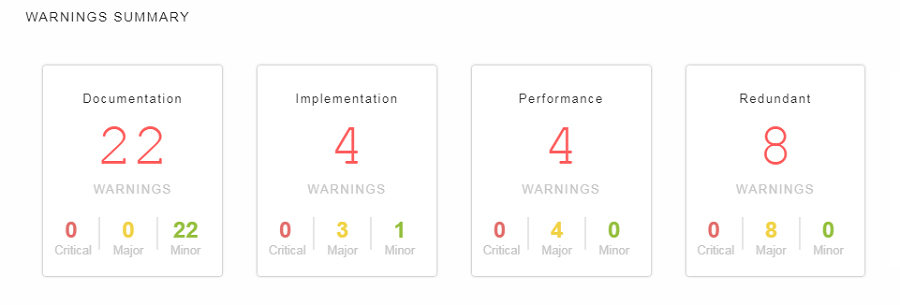 WARNINGS SUMMARY
Documentation Implementation Performance Redundant
22 4 4 8
WARNINGS WARNINGS WARNINGS WARNINGS
0 0 22 0 3 1 0 4 0 0 8 0
Critical Major Minor Critical Major Minor Critical Major Minor Critical Major Minor